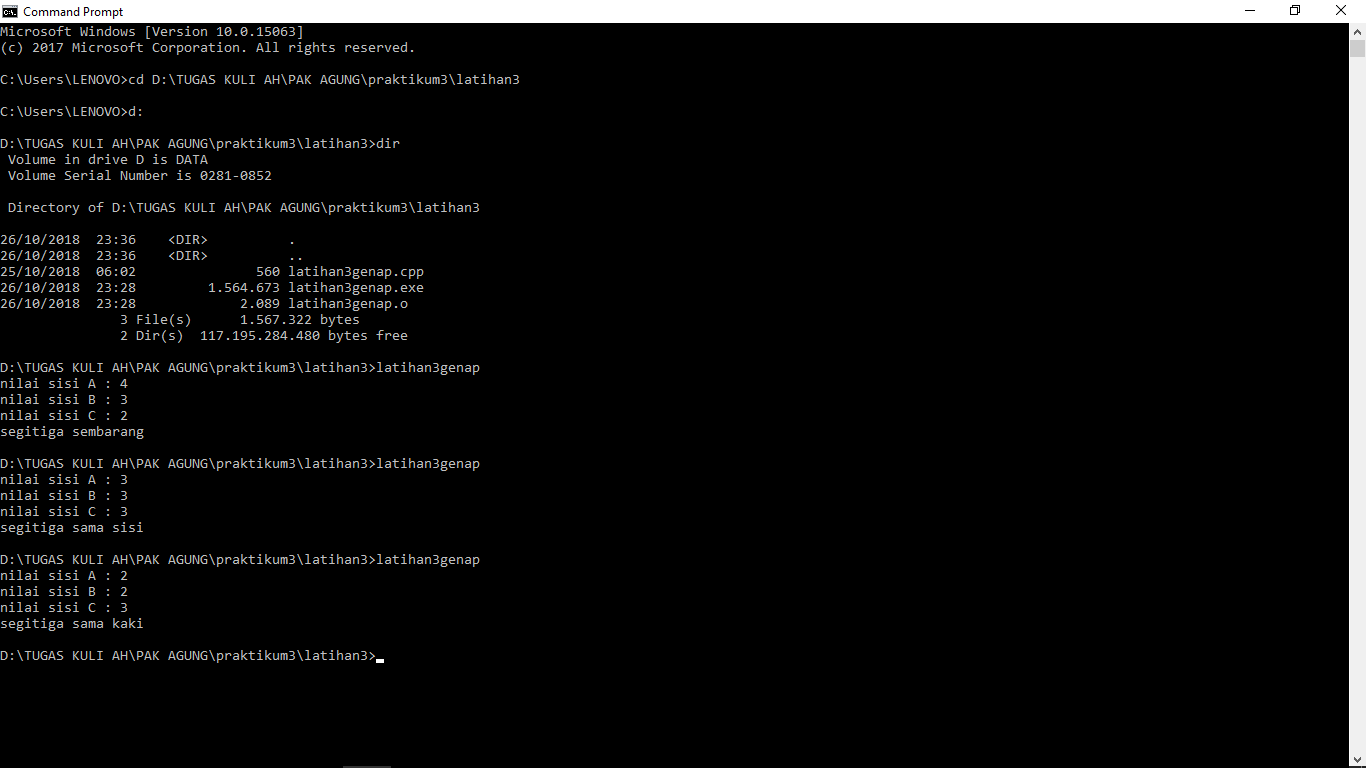 Command Prompt
Microsoft Windows [Version 10.0.15063]
(c) 2017 Microsoft Corporation. All rights reserved.
C:\Users\LENOVO>cd D:\TUGAS KULI AH\PAK AGUNG\praktikum3\latihan3
C:\Users\LENOVO>d:
D:\TUGAS KULI AH\PAK AGUNG\praktikum3\latihan3>dir
 Volume in drive D is DATA
 Volume Serial Number is 0281-0852
 Directory of D:\TUGAS KULI AH\PAK AGUNG\praktikum3\latihan3
26/10/2018  23:36    <DIR>          .
26/10/2018  23:36    <DIR>          ..
25/10/2018  06:02               560 latihan3genap.cpp
26/10/2018  23:28         1.564.673 latihan3genap.exe
26/10/2018  23:28             2.089 latihan3genap.o
               3 File(s)      1.567.322 bytes
               2 Dir(s)  117.195.284.480 bytes free
D:\TUGAS KULI AH\PAK AGUNG\praktikum3\latihan3>latihan3genap
nilai sisi A : 4
nilai sisi B : 3
nilai sisi C : 2
segitiga sembarang
D:\TUGAS KULI AH\PAK AGUNG\praktikum3\latihan3>latihan3genap
nilai sisi A : 3
nilai sisi B : 3
nilai sisi C : 3
segitiga sama sisi
D:\TUGAS KULI AH\PAK AGUNG\praktikum3\latihan3>latihan3genap
nilai sisi A : 2
nilai sisi B : 2
nilai sisi C : 3
segitiga sama kaki
D:\TUGAS KULI AH\PAK AGUNG\praktikum3\latihan3>